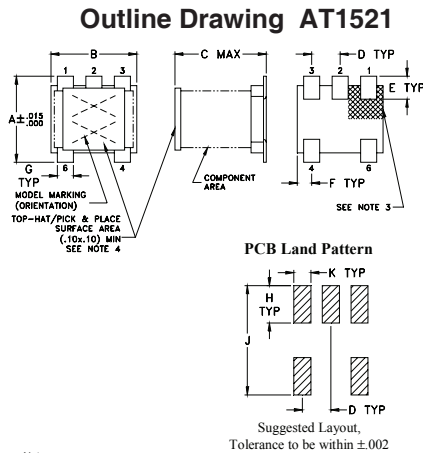 Outline Drawing AT1521
B
C MAX
D TYP
1 2 3
3 2 1
E TYP
A±.015
.000
G
TYP
6 4
4 6
F TYP
MODEL MARKING
(ORIENTATION)
COMPONENT
AREA
SEE NOTE 3
TOP-HAT/PICK & PLACE
SURFACE AREA
(.10x.10) MIN
SEE NOTE 4
PCB Land Pattern
K TYP
H
TYP
J
D TYP
Suggested Layout,
Tolerance to be within ±.002